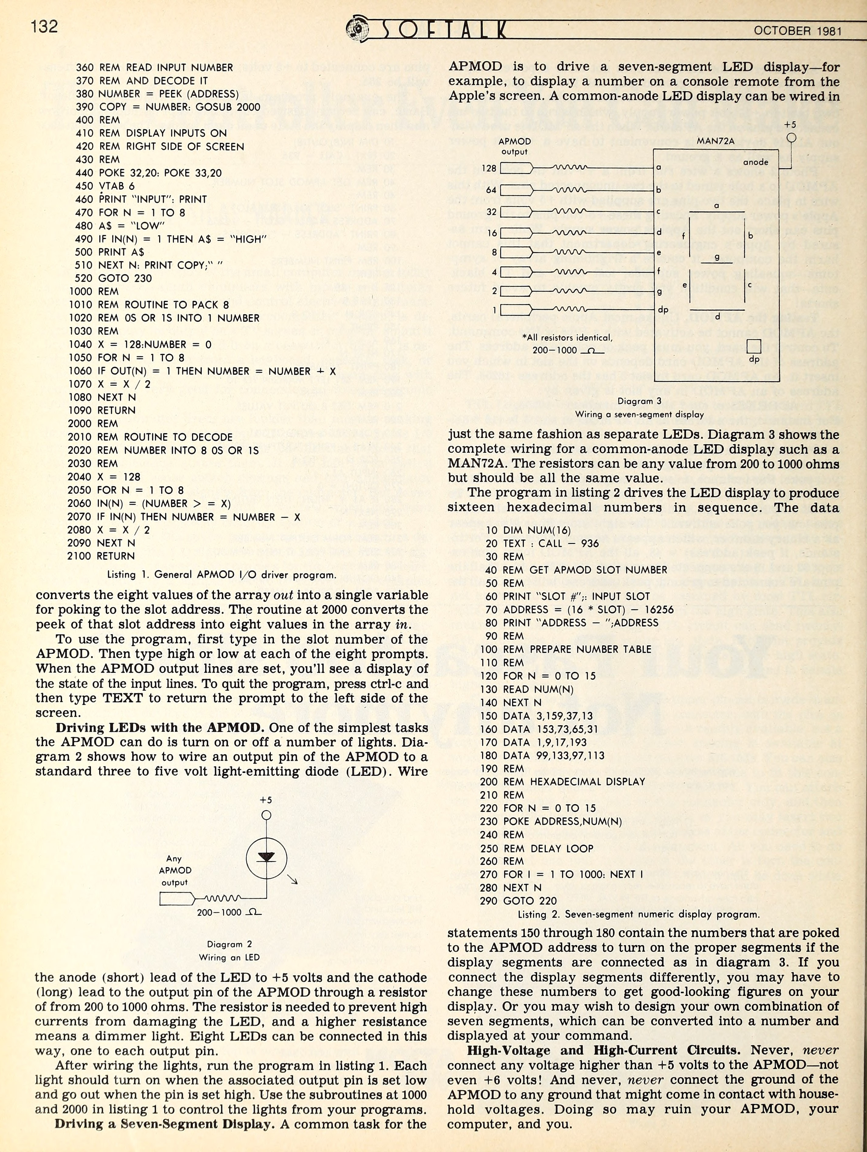 132
SOFTALK
OCTOBER 1981
360 REM READ INPUT NUMBER
370 REM AND DECODE IT
380 NUMBER = PEEK (ADDRESS)
390 COPY = NUMBER: GOSUB 2000
400 REM
410 REM DISPLAY INPUTS ON
420 REM RIGHT SIDE OF SCREEN
430 REM
440 POKE 32,20: POKE 33,20
450 VTAB 6
460 PRINT "INPUT": PRINT
470 FOR N = 1 TO 8
480 A$ = "LOW"
490 IF IN(N) = 1 THEN A$ = "HIGH"
500 PRINT A$
510 NEXT N: PRINT COPY;" "
520 GOTO 230
1000 REM
1010 REM ROUTINE TO PACK 8
1020 REM 0S OR 1S INTO 1 NUMBER
1030 REM
1040 X = 128:NUMBER = 0
1050 FOR N = 1 TO 8
1060 IF OUT(N) = 1 THEN NUMBER = NUMBER + X
1070 X = X / 2
1080 NEXT N
1090 RETURN
2000 REM
2010 REM ROUTINE TO DECODE
2020 REM NUMBER INTO 8 0S OR 1S
2030 REM
2040 X = 128
2050 FOR N = 1 TO 8
2060 IN(N) = (NUMBER > = X)
2070 IF IN(N) THEN NUMBER = NUMBER − X
2080 X = X / 2
2090 NEXT N
2100 RETURN
Listing 1. General APMOD I/O driver program.
converts the eight values of the array out into a single variable
for poking to the slot address. The routine at 2000 converts the
peek of that slot address into eight values in the array in.
To use the program, first type in the slot number of the
APMOD. Then type high or low at each of the eight prompts.
When the APMOD output lines are set, you'll see a display of
the state of the input lines. To quit the program, press ctrl-c and
then type TEXT to return the prompt to the left side of the
screen.
Driving LEDs with the APMOD. One of the simplest tasks
the APMOD can do is turn on or off a number of lights. Dia-
gram 2 shows how to wire an output pin of the APMOD to a
standard three to five volt light-emitting diode (LED). Wire
+5
Any
APMOD
output
200−1000 Ω
Diagram 2
Wiring an LED
the anode (short) lead of the LED to +5 volts and the cathode
(long) lead to the output pin of the APMOD through a resistor
of from 200 to 1000 ohms. The resistor is needed to prevent high
currents from damaging the LED, and a higher resistance
means a dimmer light. Eight LEDs can be connected in this
way, one to each output pin.
After wiring the lights, run the program in listing 1. Each
light should turn on when the associated output pin is set low
and go out when the pin is set high. Use the subroutines at 1000
and 2000 in listing 1 to control the lights from your programs.
Driving a Seven-Segment Display. A common task for the
APMOD is to drive a seven-segment LED display—for
example, to display a number on a console remote from the
Apple's screen. A common-anode LED display can be wired in
+5
APMOD
output
MAN72A
anode
128 a
64 b
32 c
16 d
8 e
4 f
2 g
1 dp
a
f b
g
e c
d
dp
*All resistors identical,
200−1000 Ω
Diagram 3
Wiring a seven-segment display
just the same fashion as separate LEDs. Diagram 3 shows the
complete wiring for a common-anode LED display such as a
MAN72A. The resistors can be any value from 200 to 1000 ohms
but should be all the same value.
The program in listing 2 drives the LED display to produce
sixteen hexadecimal numbers in sequence. The data
10 DIM NUM(16)
20 TEXT : CALL − 936
30 REM
40 REM GET APMOD SLOT NUMBER
50 REM
60 PRINT "SLOT #";: INPUT SLOT
70 ADDRESS = (16 * SLOT) − 16256
80 PRINT "ADDRESS − ";ADDRESS
90 REM
100 REM PREPARE NUMBER TABLE
110 REM
120 FOR N = 0 TO 15
130 READ NUM(N)
140 NEXT N
150 DATA 3,159,37,13
160 DATA 153,73,65,31
170 DATA 1,9,17,193
180 DATA 99,133,97,113
190 REM
200 REM HEXADECIMAL DISPLAY
210 REM
220 FOR N = 0 TO 15
230 POKE ADDRESS,NUM(N)
240 REM
250 REM DELAY LOOP
260 REM
270 FOR I = 1 TO 1000: NEXT I
280 NEXT N
290 GOTO 220
Listing 2. Seven-segment numeric display program.
statements 150 through 180 contain the numbers that are poked
to the APMOD address to turn on the proper segments if the
display segments are connected as in diagram 3. If you
connect the display segments differently, you may have to
change these numbers to get good-looking figures on your
display. Or you may wish to design your own combination of
seven segments, which can be converted into a number and
displayed at your command.
High-Voltage and High-Current Circuits. Never, never
connect any voltage higher than +5 volts to the APMOD—not
even +6 volts! And never, never connect the ground of the
APMOD to any ground that might come in contact with house-
hold voltages. Doing so may ruin your APMOD, your
computer, and you.